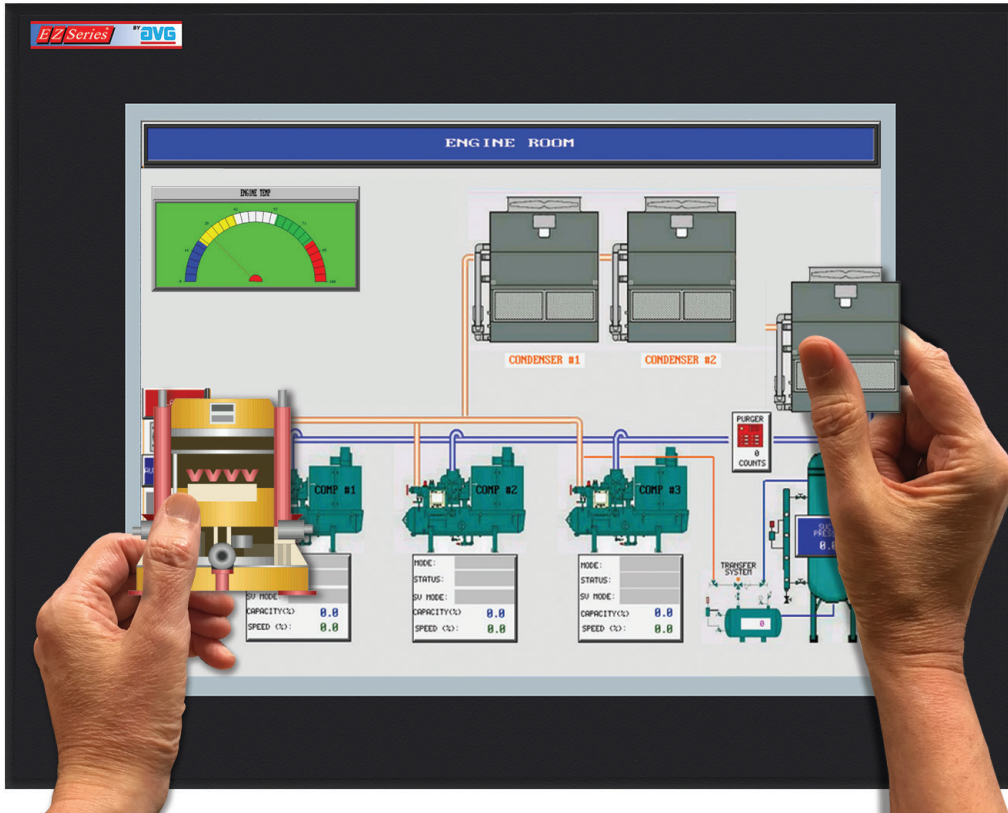 EZ Series BY AVG
ENGINE ROOM
ENGINE TEMP
CONDENSER #1
CONDENSER #2
PURGER
0
COUNTS
COMP #1
COMP #2
COMP #3
TRANSFER
SYSTEM
0
SV MODE:
CAPACITY(%) 0.0
SPEED (%): 0.0
MODE:
STATUS:
SV MODE:
CAPACITY(%) 0.0
SPEED (%): 0.0
MODE:
STATUS:
SV MODE:
CAPACITY(%) 0.0
SPEED (%): 0.0